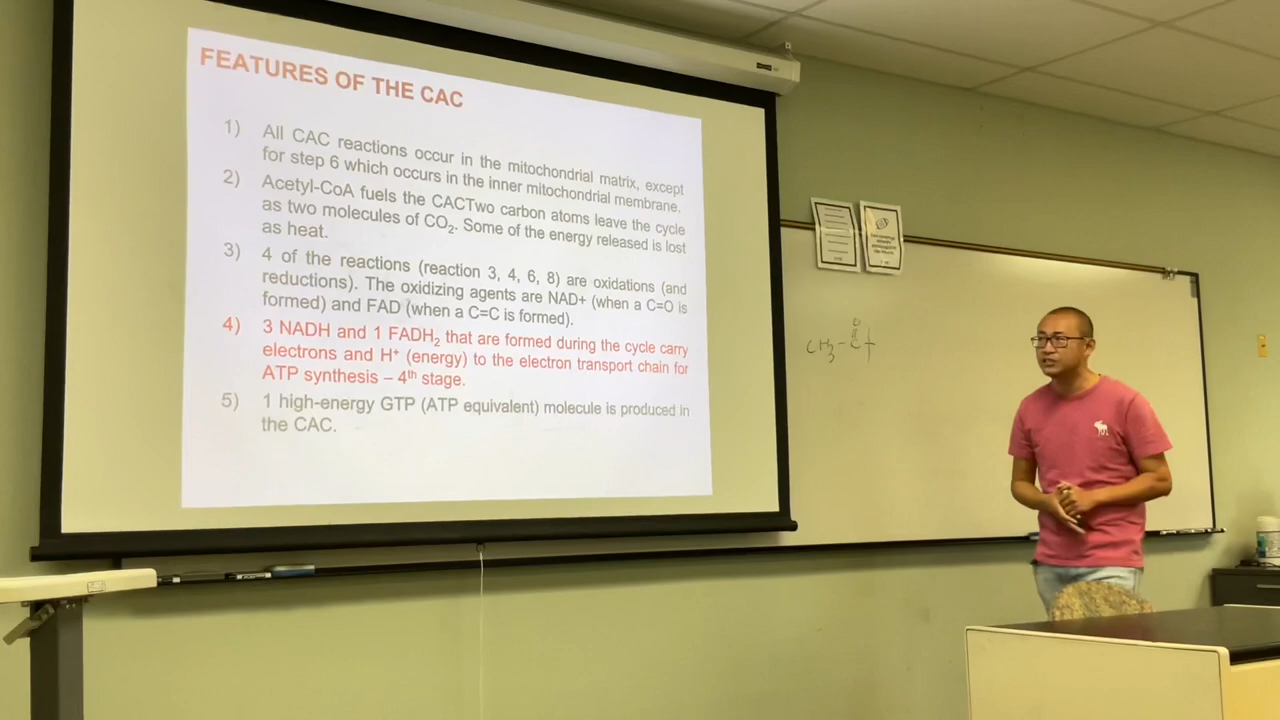 FEATURES OF THE CAC
1) All CAC reactions occur in the mitochondrial matrix, except
for step 6 which occurs in the inner mitochondrial membrane.
2) Acetyl-CoA fuels the CACTwo carbon atoms leave the cycle
as two molecules of CO₂. Some of the energy released is lost
as heat.
3) 4 of the reactions (reaction 3, 4, 6, 8) are oxidations (and
reductions). The oxidizing agents are NAD+ (when a C=O is
formed) and FAD (when a C=C is formed).
4) 3 NADH and 1 FADH₂ that are formed during the cycle carry
electrons and H⁺ (energy) to the electron transport chain for
ATP synthesis – 4ᵗʰ stage.
5) 1 high-energy GTP (ATP equivalent) molecule is produced in
the CAC.
O
CH₃-C